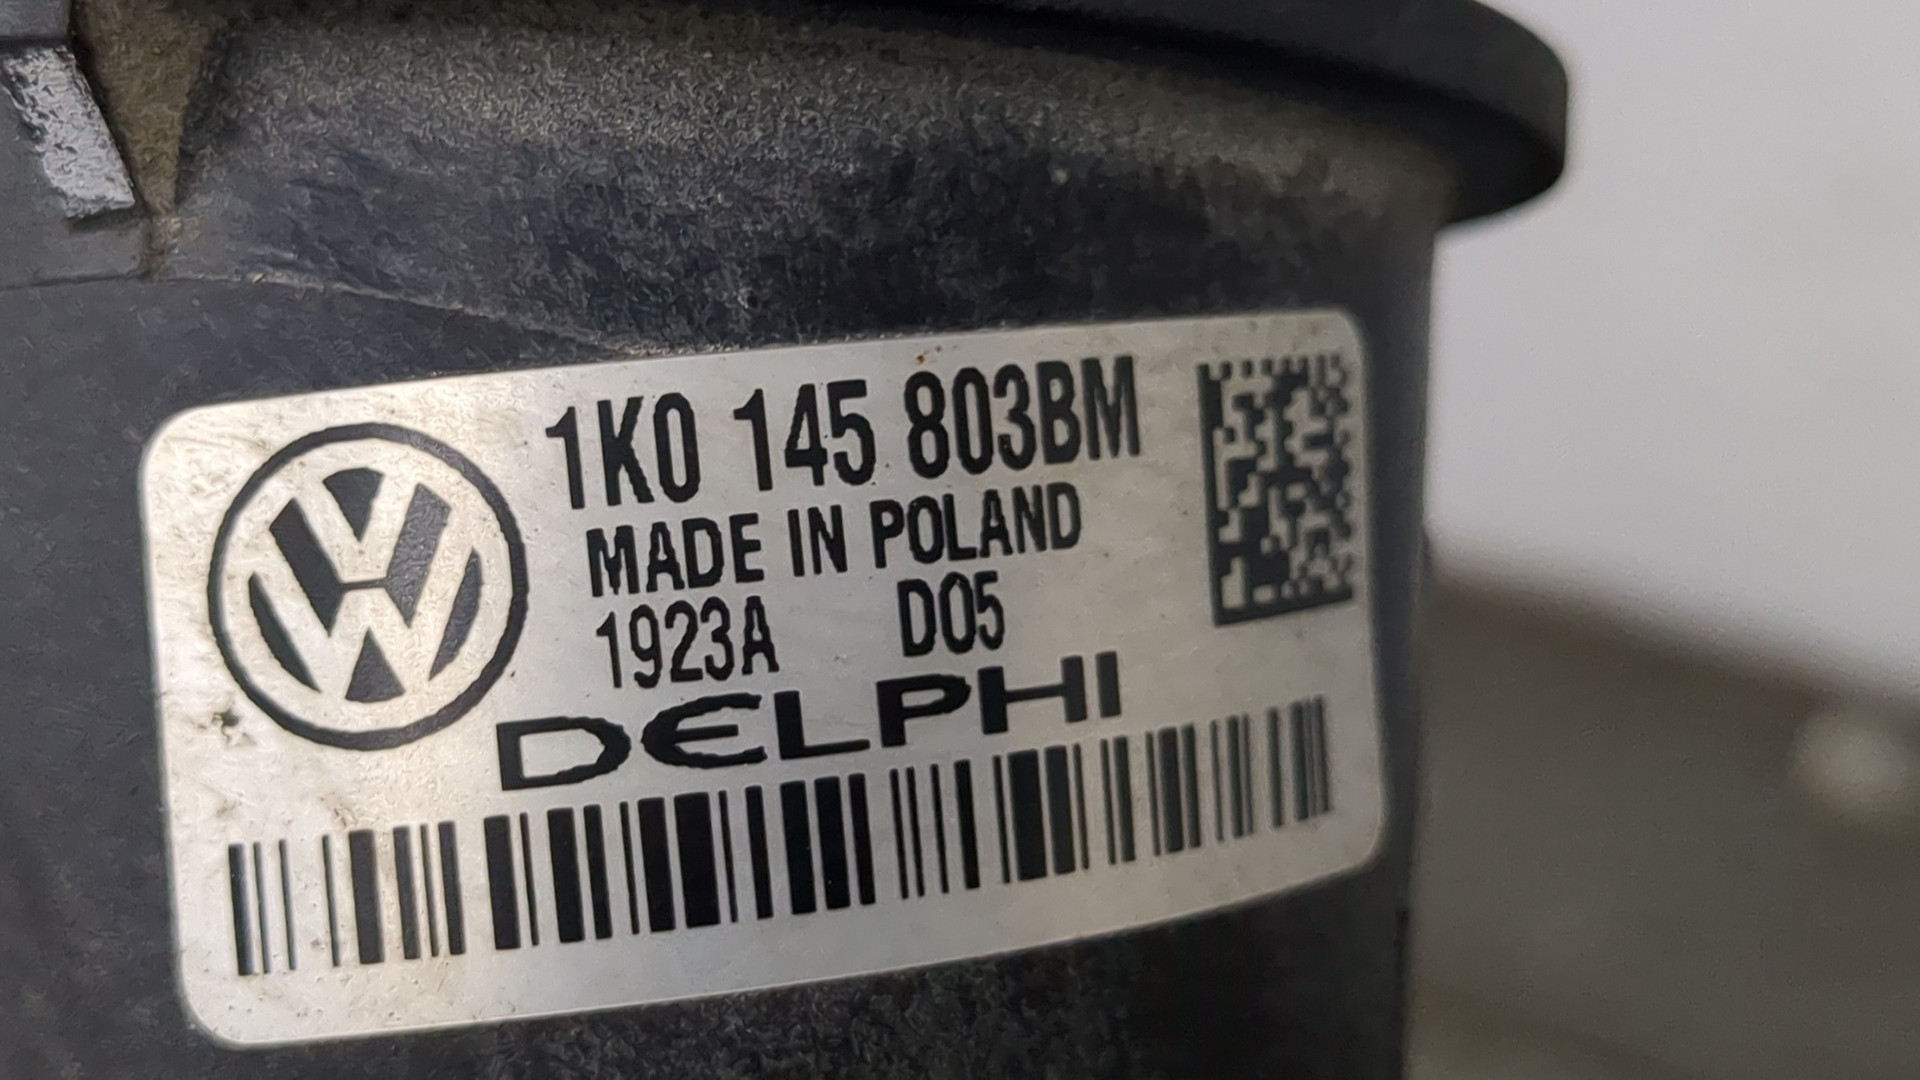 1K0 145 803BM
MADE IN POLAND
1923A D05
DELPHI